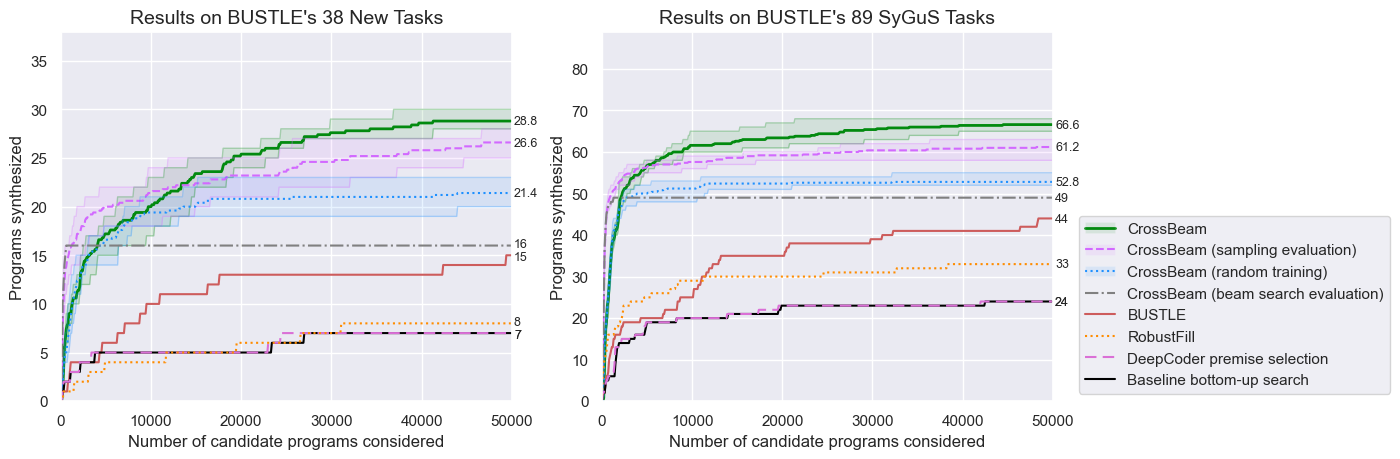 Results on BUSTLE's 38 New Tasks
Programs synthesized
35
30
25
20
15
10
5
0
0 10000 20000 30000 40000 50000
Number of candidate programs considered
28.8
26.6
21.4
16
15
8
7
Results on BUSTLE's 89 SyGuS Tasks
Programs synthesized
80
70
60
50
40
30
20
10
0
0 10000 20000 30000 40000 50000
Number of candidate programs considered
66.6
61.2
52.8
49
44
33
24
CrossBeam
CrossBeam (sampling evaluation)
CrossBeam (random training)
CrossBeam (beam search evaluation)
BUSTLE
RobustFill
DeepCoder premise selection
Baseline bottom-up search